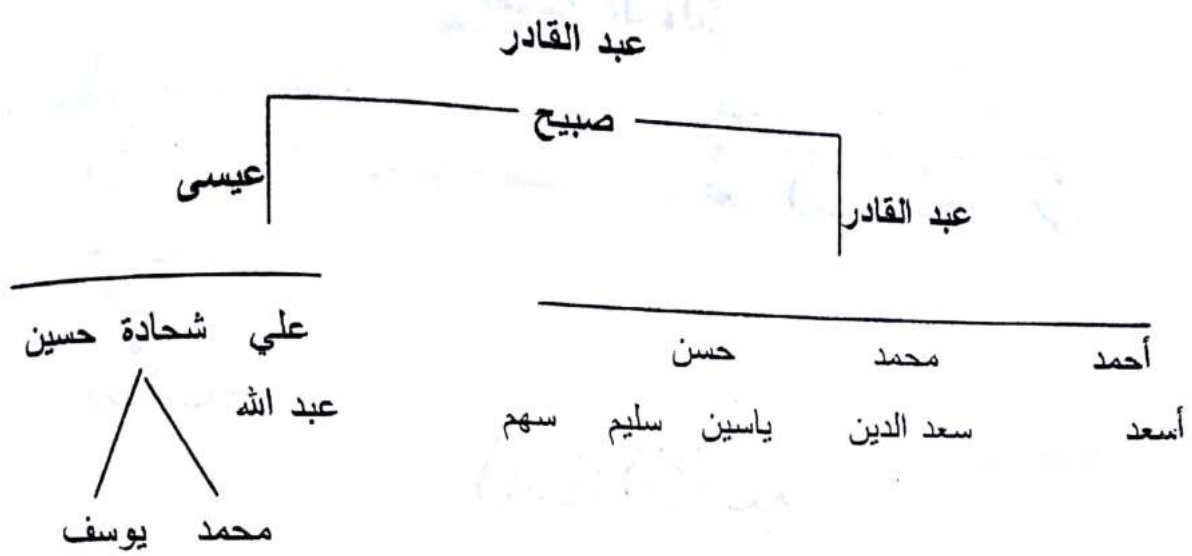 عبد القادر
صبيح
عيسى
عبد القادر
أحمد محمد حسن
أسعد سعد الدين ياسين سليم سهم
علي شحادة حسين
عبد الله
محمد يوسف